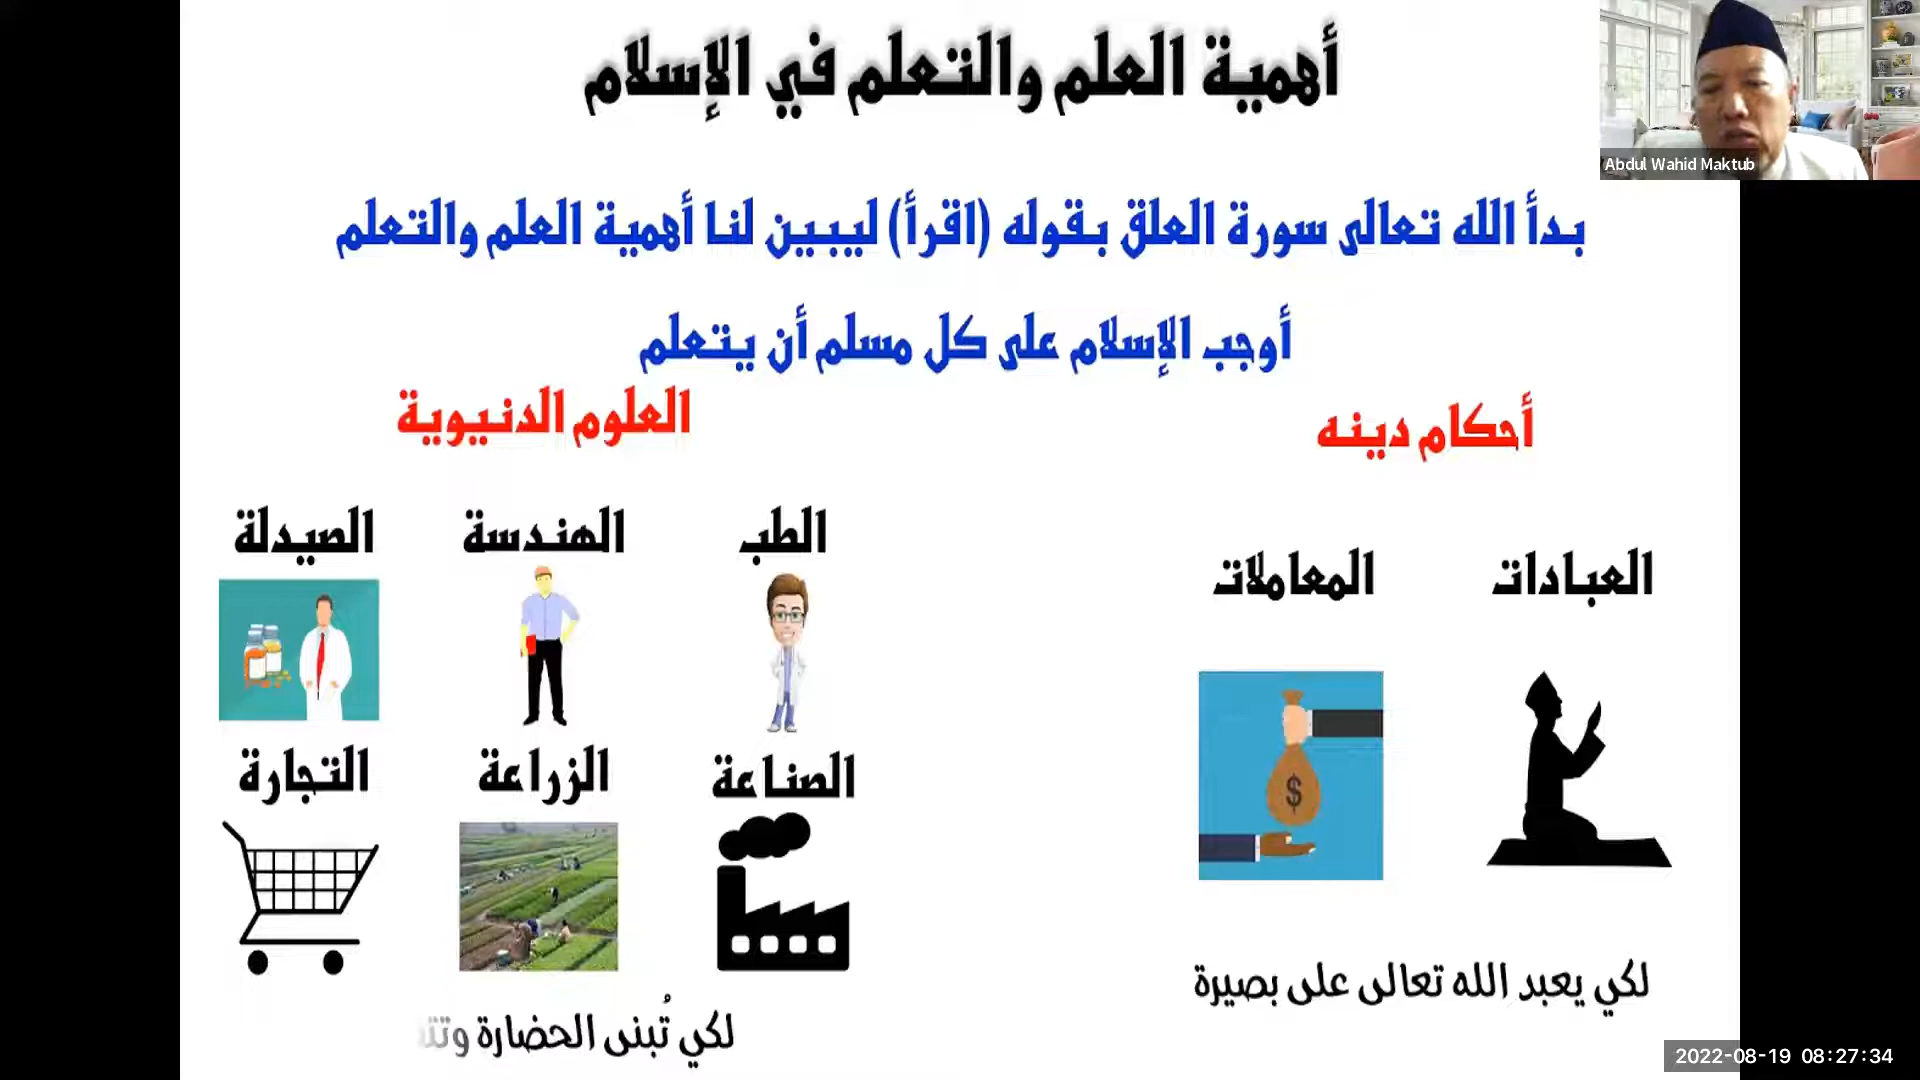 أهمية العلم والتعلم في الإسلام
Abdul Wahid Maktub
بدأ الله تعالى سورة العلق بقوله (اقرأ) ليبين لنا أهمية العلم والتعلم
أوجب الإسلام على كل مسلم أن يتعلم
أحكام دينه
العبادات
المعاملات
$
لكي يعبد الله تعالى على بصيرة
العلوم الدنيوية
الطب
الهندسة
الصيدلة
الصناعة
الزراعة
التجارة
لكي تُبنى الحضارة
2022-08-19 08:27:34